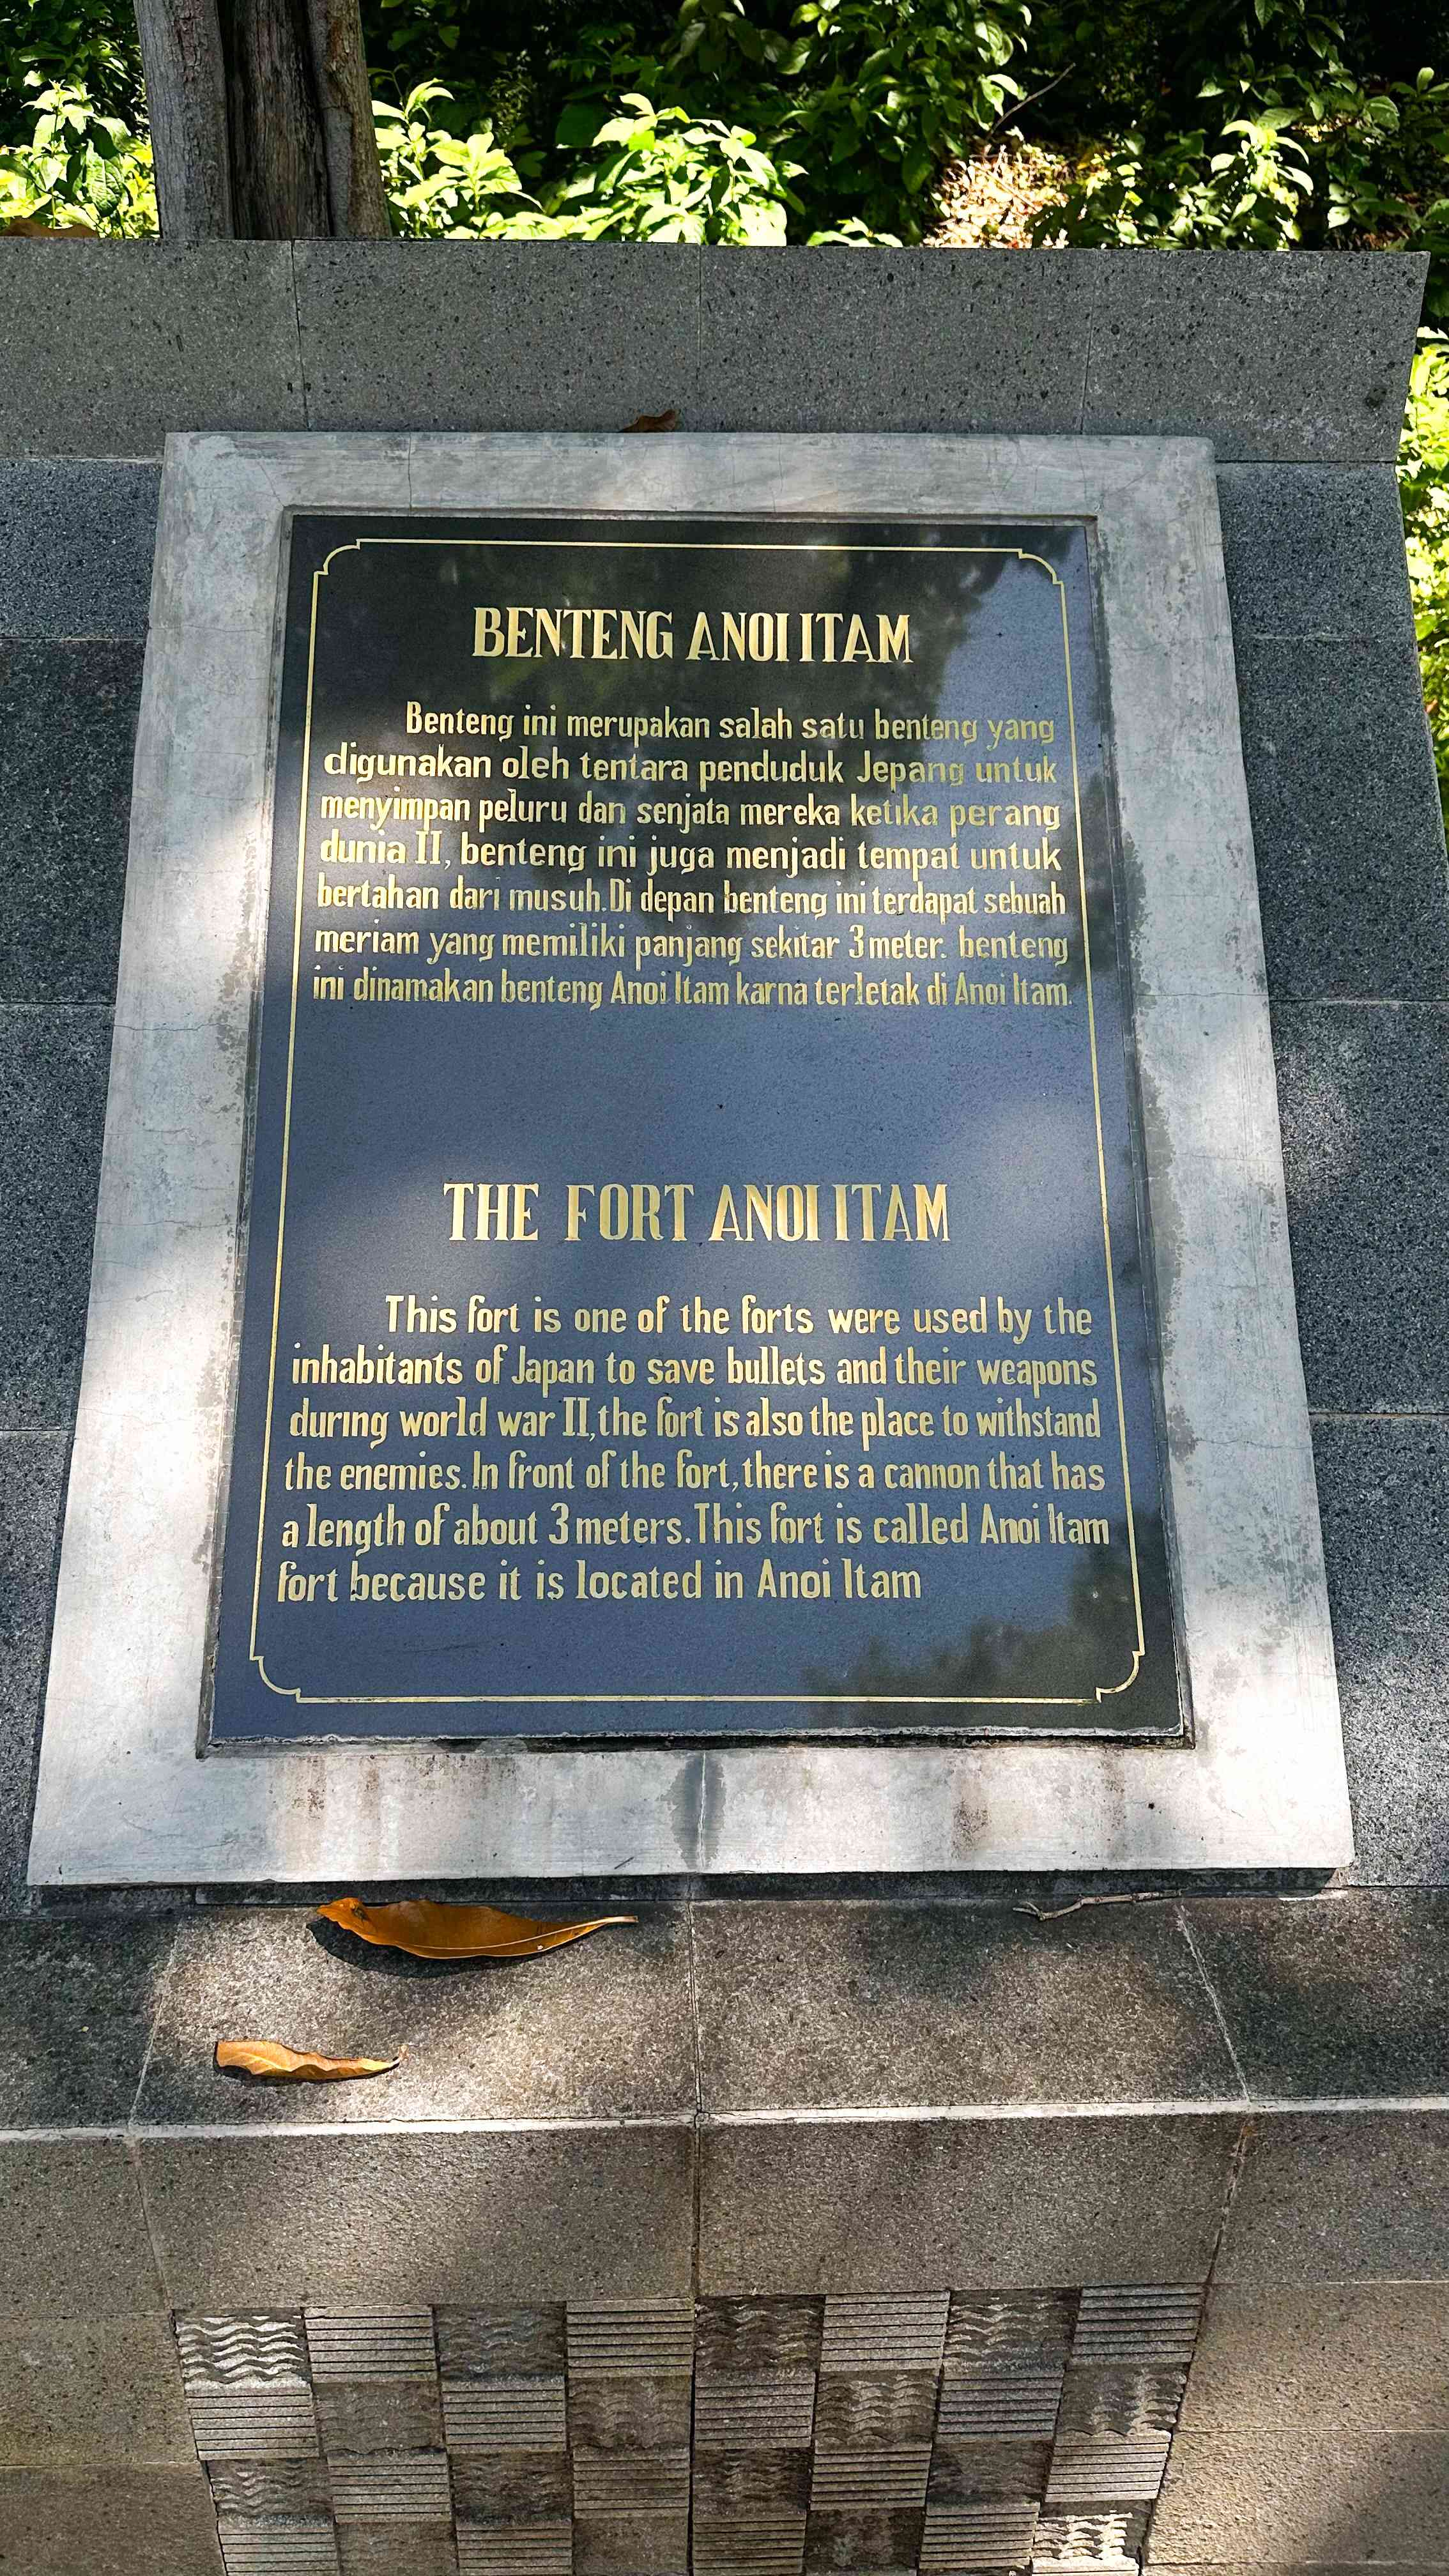 BENTENG ANOI ITAM
Benteng ini merupakan salah satu benteng yang
digunakan oleh tentara penduduk Jepang untuk
menyimpan peluru dan senjata mereka ketika perang
dunia II, benteng ini juga menjadi tempat untuk
bertahan dari musuh. Di depan benteng ini terdapat sebuah
meriam yang memiliki panjang sekitar 3 meter. benteng
ini dinamakan benteng Anoi Itam karna terletak di Anoi Itam.
THE FORT ANOI ITAM
This fort is one of the forts were used by the
inhabitants of Japan to save bullets and their weapons
during world war II, the fort is also the place to withstand
the enemies. In front of the fort, there is a cannon that has
a length of about 3 meters. This fort is called Anoi Itam
fort because it is located in Anoi Itam